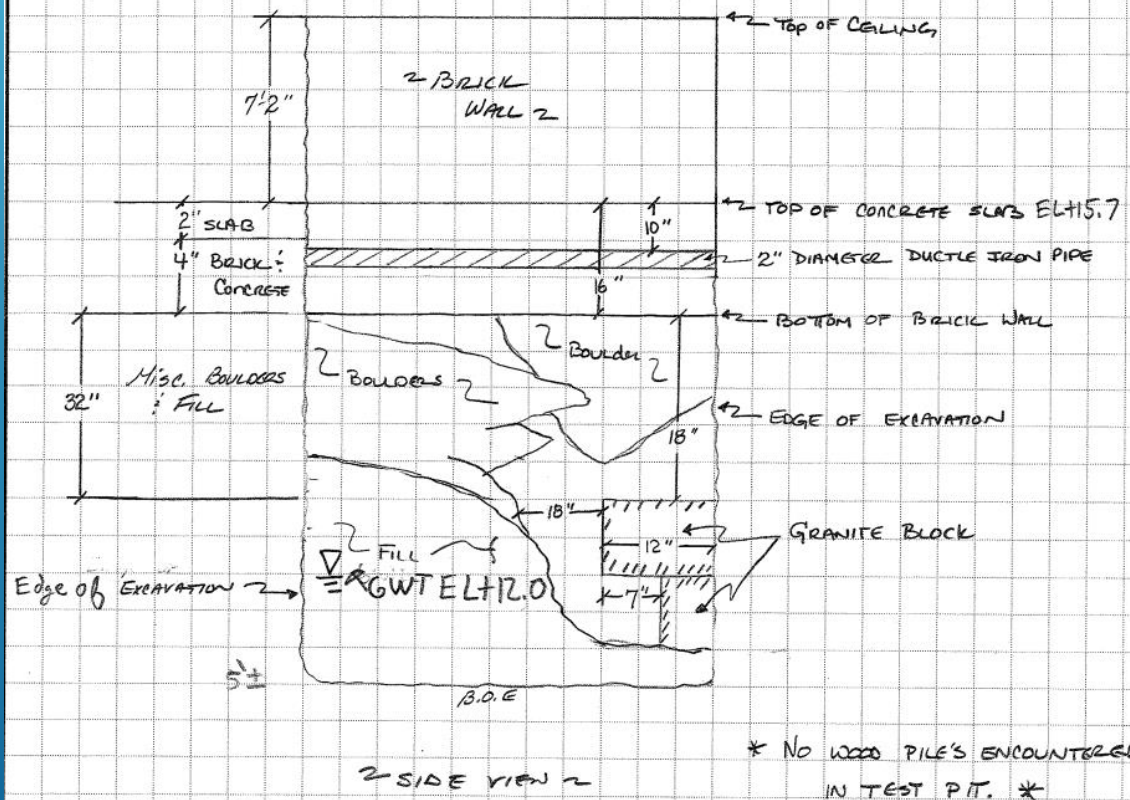 Top of CEILING
7'2"
BRICK
WALL
TOP OF CONCRETE SLAB EL+15.7
2" SLAB
10"
4" BRICK &
CONCRETE
2" DIAMETER DUCTILE IRON PIPE
16"
BOTTOM OF BRICK WALL
Boulder
BOULDERS
Misc. BOULDERS
& FILL
32"
EDGE OF EXCAVATION
18"
18"
GRANITE BLOCK
12"
FILL
Edge of EXCAVATION
GWT EL+12.0
7"
5'±
B.O.E
* NO WOOD PILE'S ENCOUNTERED
IN TEST PIT. *
SIDE VIEW